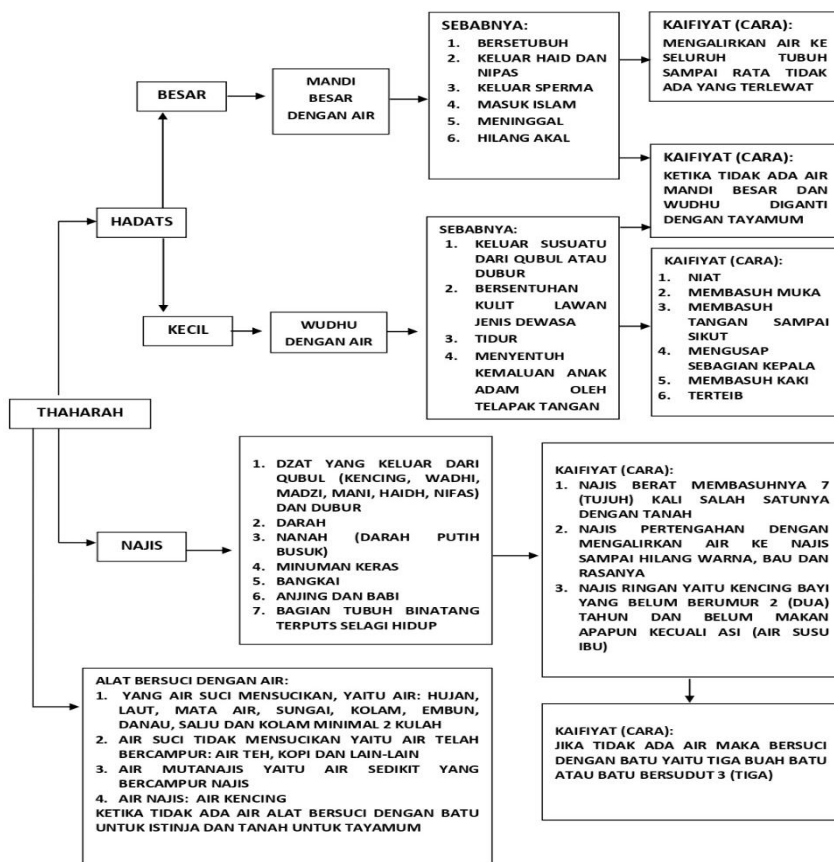 SEBABNYA:
1. BERSETUBUH
2. KELUAR HAID DAN
NIPAS
3. KELUAR SPERMA
4. MASUK ISLAM
5. MENINGGAL
6. HILANG AKAL
KAIFIYAT (CARA):
MENGALIRKAN AIR KE
SELURUH TUBUH
SAMPAI RATA TIDAK
ADA YANG TERLEWAT
BESAR
MANDI
BESAR
DENGAN AIR
KAIFIYAT (CARA):
KETIKA TIDAK ADA AIR
MANDI BESAR DAN
WUDHU DIGANTI
DENGAN TAYAMUM
HADATS
SEBABNYA:
1. KELUAR SUSUATU
DARI QUBUL ATAU
DUBUR
2. BERSENTUHAN
KULIT LAWAN
JENIS DEWASA
3. TIDUR
4. MENYENTUH
KEMALUAN ANAK
ADAM OLEH
TELAPAK TANGAN
KAIFIYAT (CARA):
1. NIAT
2. MEMBASUH MUKA
3. MEMBASUH
TANGAN SAMPAI
SIKUT
4. MENGUSAP
SEBAGIAN KEPALA
5. MEMBASUH KAKI
6. TERTEIB
KECIL
WUDHU
DENGAN AIR
THAHARAH
NAJIS
1. DZAT YANG KELUAR DARI
QUBUL (KENCING, WADHI,
MADZI, MANI, HAIDH, NIFAS)
DAN DUBUR
2. DARAH
3. NANAH (DARAH PUTIH
BUSUK)
4. MINUMAN KERAS
5. BANGKAI
6. ANJING DAN BABI
7. BAGIAN TUBUH BINATANG
TERPUTS SELAGI HIDUP
KAIFIYAT (CARA):
1. NAJIS BERAT MEMBASUHNYA 7
(TUJUH) KALI SALAH SATUNYA
DENGAN TANAH
2. NAJIS PERTENGAHAN DENGAN
MENGALIRKAN AIR KE NAJIS
SAMPAI HILANG WARNA, BAU DAN
RASANYA
3. NAJIS RINGAN YAITU KENCING BAYI
YANG BELUM BERUMUR 2 (DUA)
TAHUN DAN BELUM MAKAN
APAPUN KECUALI ASI (AIR SUSU
IBU)
ALAT BERSUCI DENGAN AIR:
1. YANG AIR SUCI MENSUCIKAN, YAITU AIR: HUJAN,
LAUT, MATA AIR, SUNGAI, KOLAM, EMBUN,
DANAU, SALJU DAN KOLAM MINIMAL 2 KULAH
2. AIR SUCI TIDAK MENSUCIKAN YAITU AIR TELAH
BERCAMPUR: AIR TEH, KOPI DAN LAIN-LAIN
3. AIR MUTANAJIS YAITU AIR SEDIKIT YANG
BERCAMPUR NAJIS
4. AIR NAJIS: AIR KENCING
KETIKA TIDAK ADA AIR ALAT BERSUCI DENGAN BATU
UNTUK ISTINJA DAN TANAH UNTUK TAYAMUM
KAIFIYAT (CARA):
JIKA TIDAK ADA AIR MAKA BERSUCI
DENGAN BATU YAITU TIGA BUAH BATU
ATAU BATU BERSUDUT 3 (TIGA)